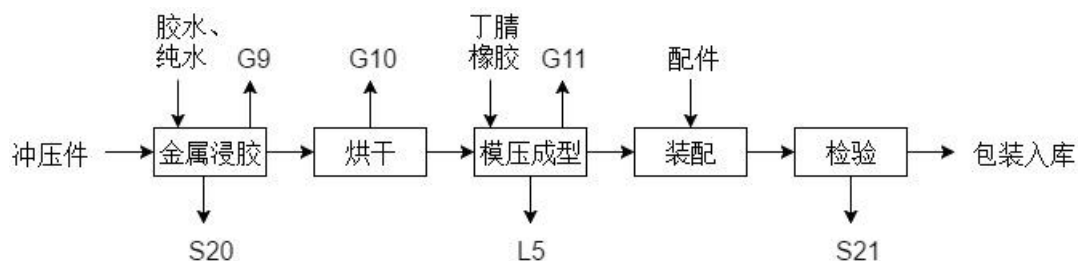 胶水、
纯水
G9
G10
丁腈
橡胶
G11
配件
冲压件
金属浸胶
烘干
模压成型
装配
检验
包装入库
S20
L5
S21